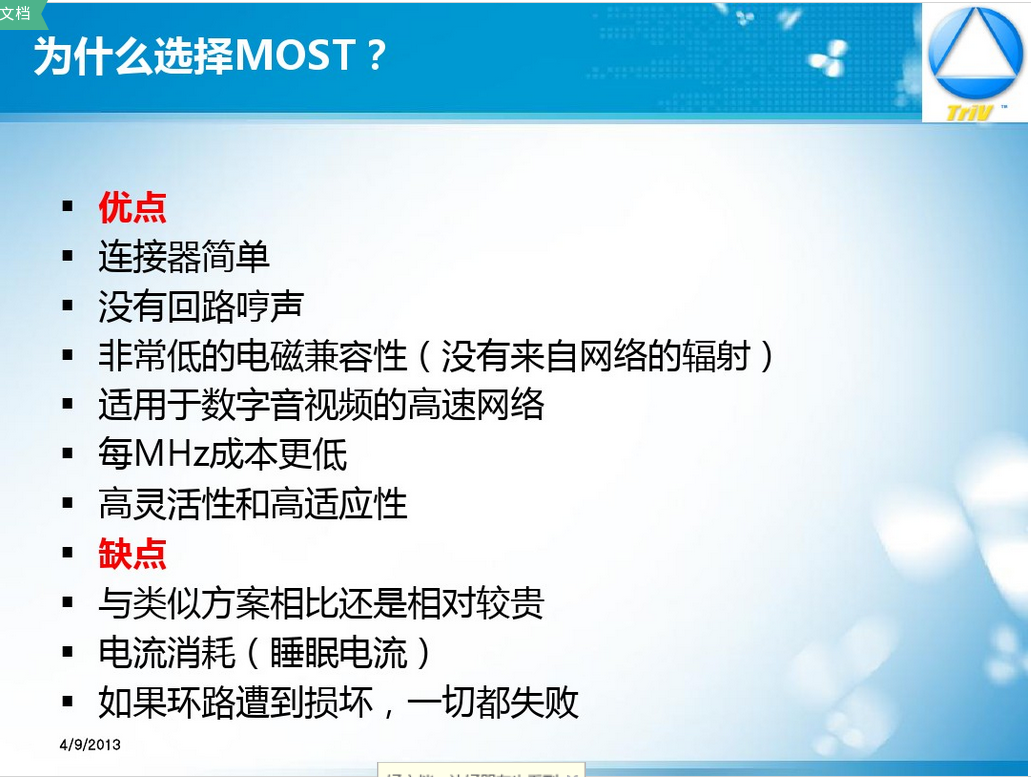 文档
为什么选择MOST？
TriV ™
优点
连接器简单
没有回路哼声
非常低的电磁兼容性（没有来自网络的辐射）
适用于数字音视频的高速网络
每MHz成本更低
高灵活性和高适应性
缺点
与类似方案相比还是相对较贵
电流消耗（睡眠电流）
如果环路遭到损坏，一切都失败
4/9/2013